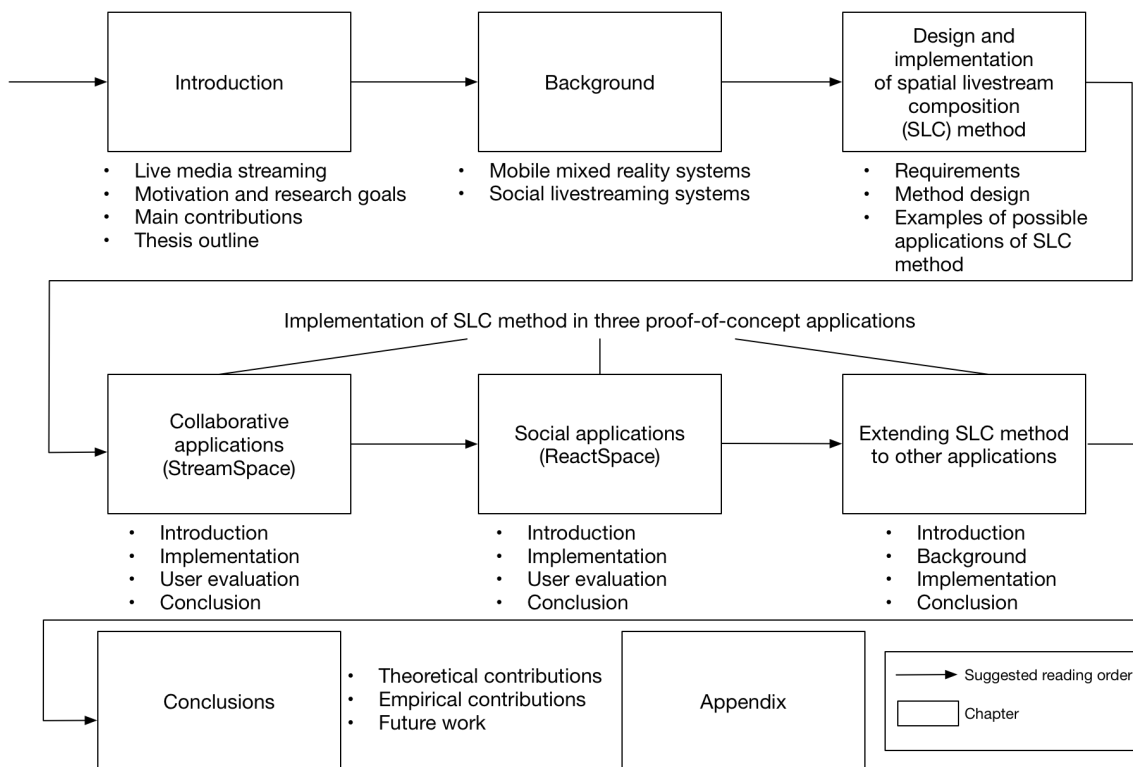 Introduction
Background
Design and
implementation
of spatial livestream
composition
(SLC) method
• Live media streaming
• Motivation and research goals
• Main contributions
• Thesis outline
• Mobile mixed reality systems
• Social livestreaming systems
• Requirements
• Method design
• Examples of possible
applications of SLC
method
Implementation of SLC method in three proof-of-concept applications
Collaborative
applications
(StreamSpace)
Social applications
(ReactSpace)
Extending SLC method
to other applications
• Introduction
• Implementation
• User evaluation
• Conclusion
• Introduction
• Implementation
• User evaluation
• Conclusion
• Introduction
• Background
• Implementation
• Conclusion
Conclusions
• Theoretical contributions
• Empirical contributions
• Future work
Appendix
Suggested reading order
Chapter